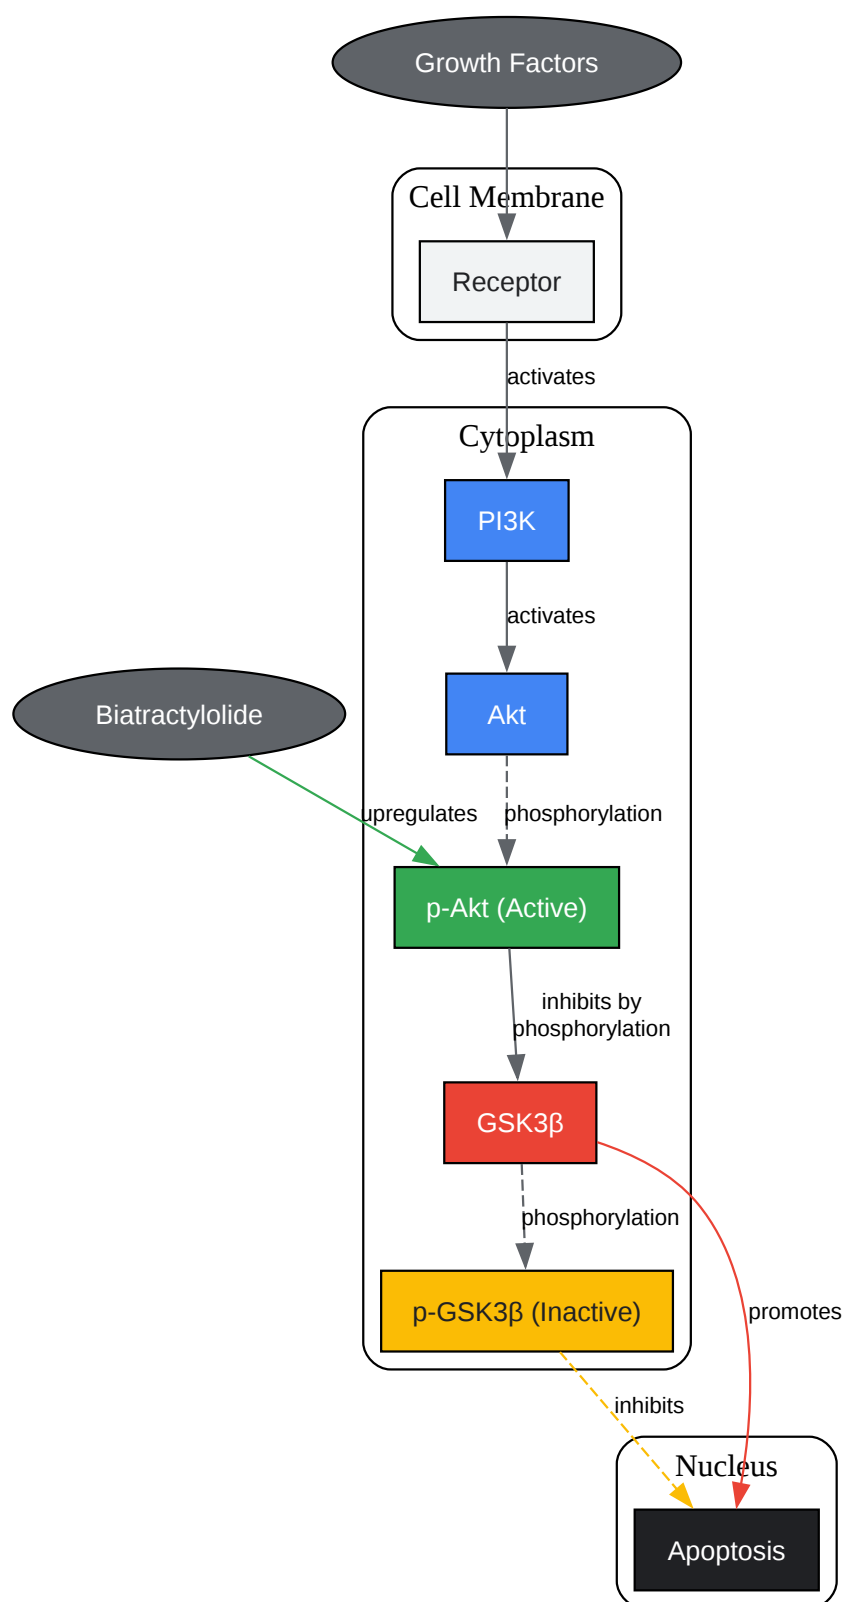 Growth Factors
Cell Membrane
Receptor
activates
Cytoplasm
PI3K
activates
Akt
Biatractylolide
upregulates
phosphorylation
p-Akt (Active)
inhibits by
phosphorylation
GSK3β
phosphorylation
p-GSK3β (Inactive)
promotes
inhibits
Nucleus
Apoptosis